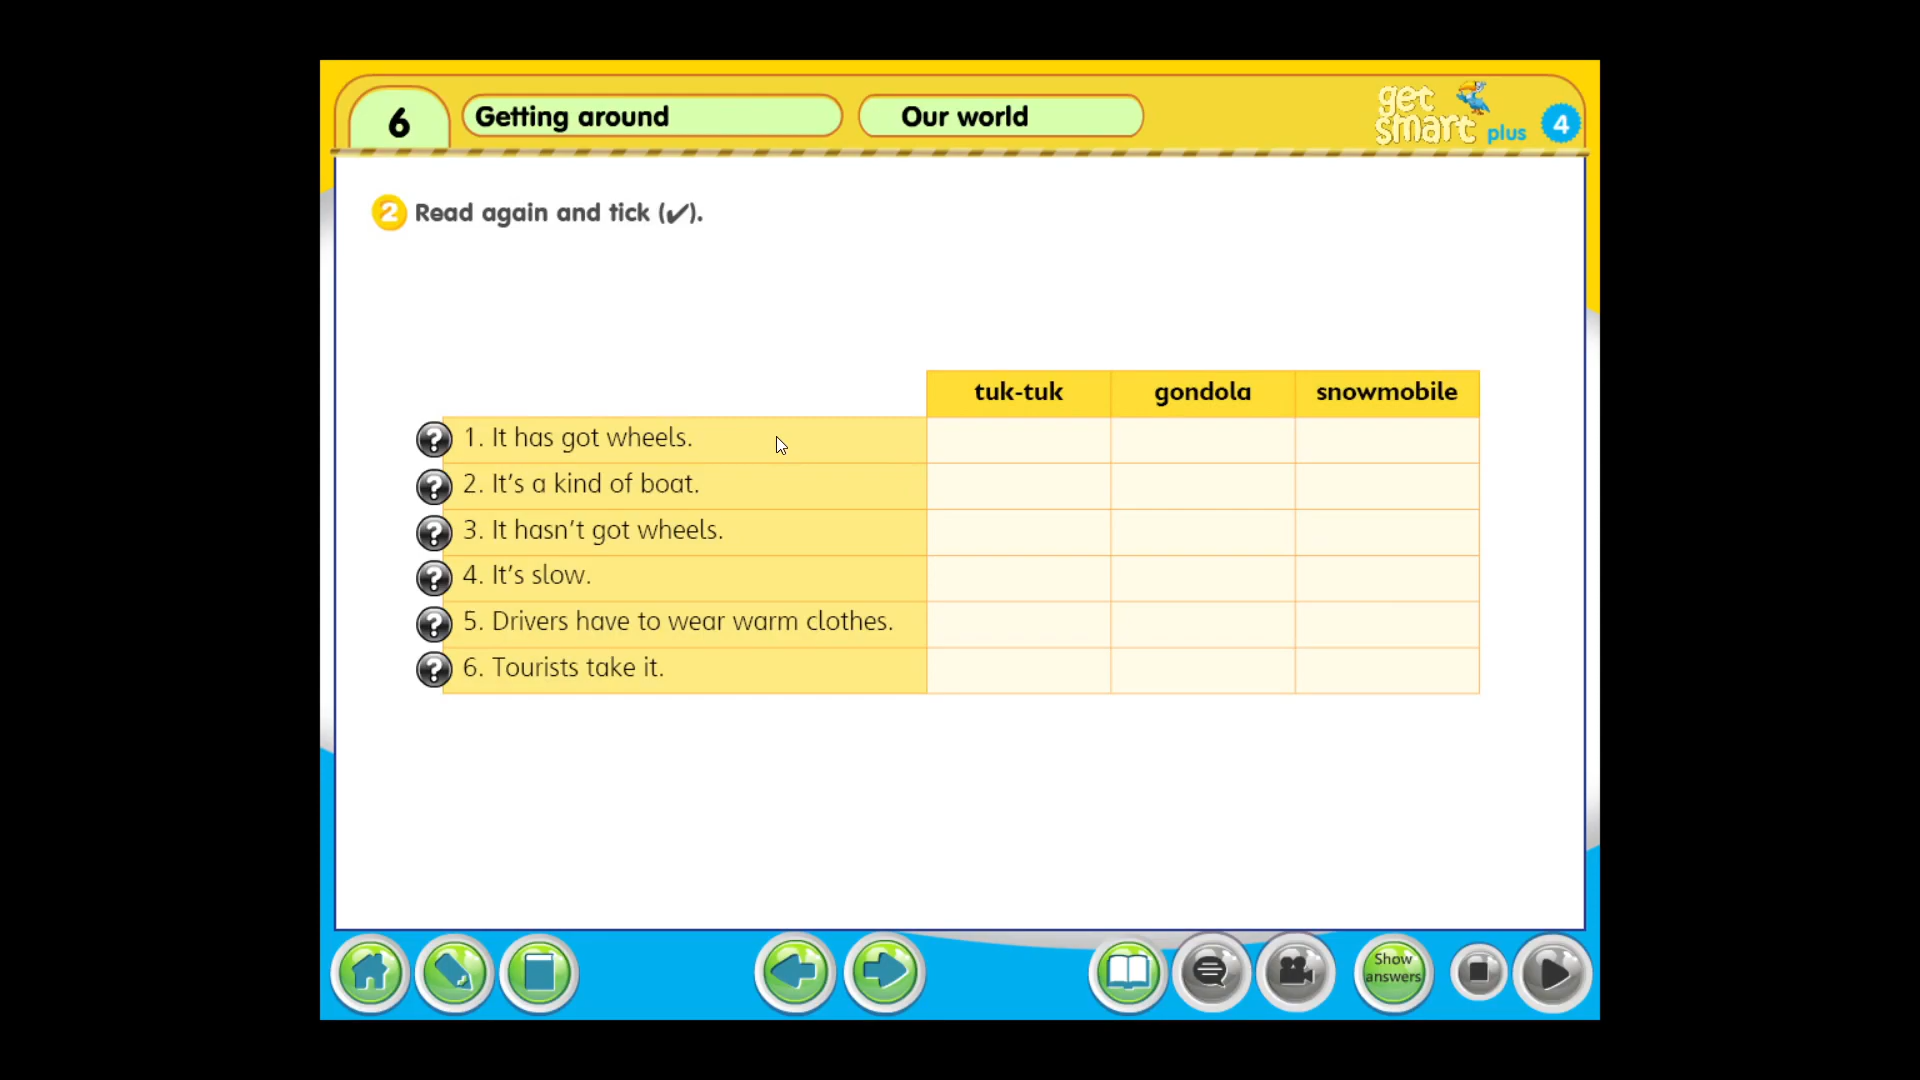 6
Getting around
Our world
get
smart plus 4
2 Read again and tick (✔).
tuk-tuk gondola snowmobile
? 1. It has got wheels.
? 2. It's a kind of boat.
? 3. It hasn't got wheels.
? 4. It's slow.
? 5. Drivers have to wear warm clothes.
? 6. Tourists take it.
Show
answers